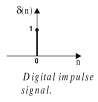 δ(n)
1
0
n
Digital impulse
signal.